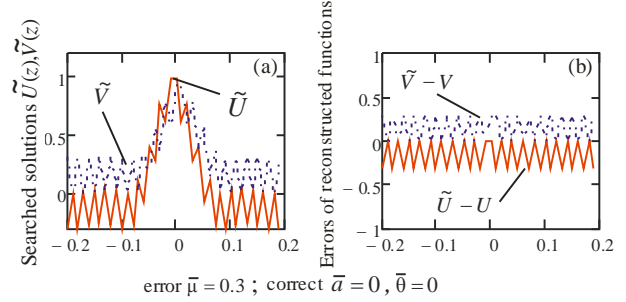 Searched solutions Ũ(z),Ṽ(z)
(a)
1
0.5
0
Ṽ
Ũ
− 0.2 − 0.1 0 0.1 0.2
Errors of reconstructed functions
(b)
1
0.5
0
− 0.5
− 1
Ṽ − V
Ũ − U
− 0.2 − 0.1 0 0.1 0.2
error μ̄ = 0.3 ; correct ā = 0 , θ̄ = 0